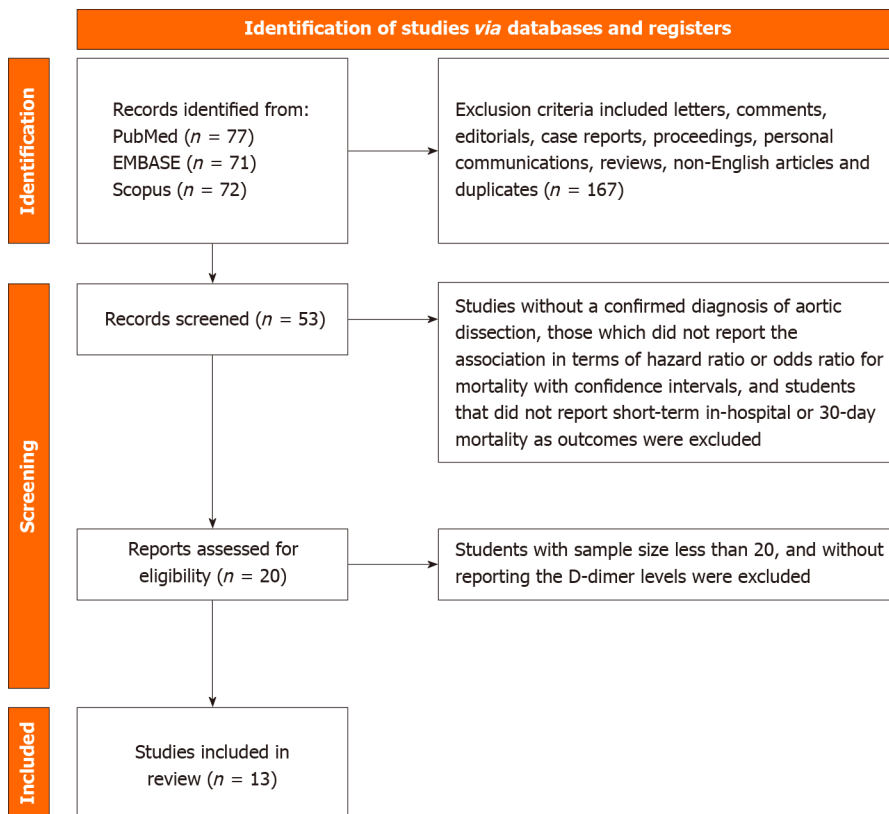 Identification of studies via databases and registers
Identification
Records identified from:
PubMed (n = 77)
EMBASE (n = 71)
Scopus (n = 72)
Exclusion criteria included letters, comments,
editorials, case reports, proceedings, personal
communications, reviews, non-English articles and
duplicates (n = 167)
Screening
Records screened (n = 53)
Studies without a confirmed diagnosis of aortic
dissection, those which did not report the
association in terms of hazard ratio or odds ratio for
mortality with confidence intervals, and students
that did not report short-term in-hospital or 30-day
mortality as outcomes were excluded
Reports assessed for
eligibility (n = 20)
Students with sample size less than 20, and without
reporting the D-dimer levels were excluded
Included
Studies included in
review (n = 13)